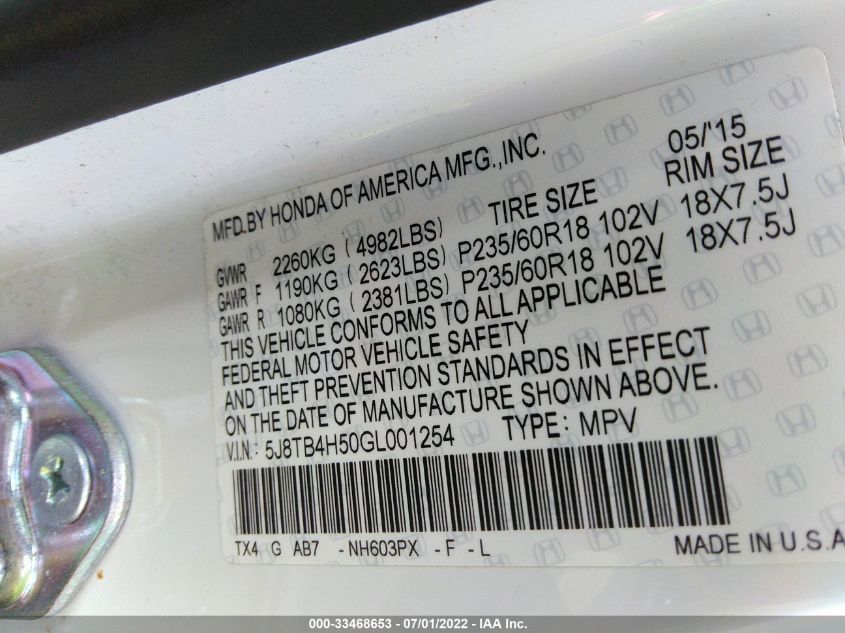 MFD.BY HONDA OF AMERICA MFG.,INC. 05/'15
TIRE SIZE RIM SIZE
GVWR 2260KG ( 4982LBS)
GAWR F 1190KG ( 2623LBS) P235/60R18 102V 18X7.5J
GAWR R 1080KG ( 2381LBS) P235/60R18 102V 18X7.5J
THIS VEHICLE CONFORMS TO ALL APPLICABLE
FEDERAL MOTOR VEHICLE SAFETY
AND THEFT PREVENTION STANDARDS IN EFFECT
ON THE DATE OF MANUFACTURE SHOWN ABOVE.
V.I.N.: 5J8TB4H50GL001254 TYPE: MPV
TX4 G AB7 -NH603PX -F -L MADE IN U.S.A
000-33468653 - 07/01/2022 - IAA Inc.